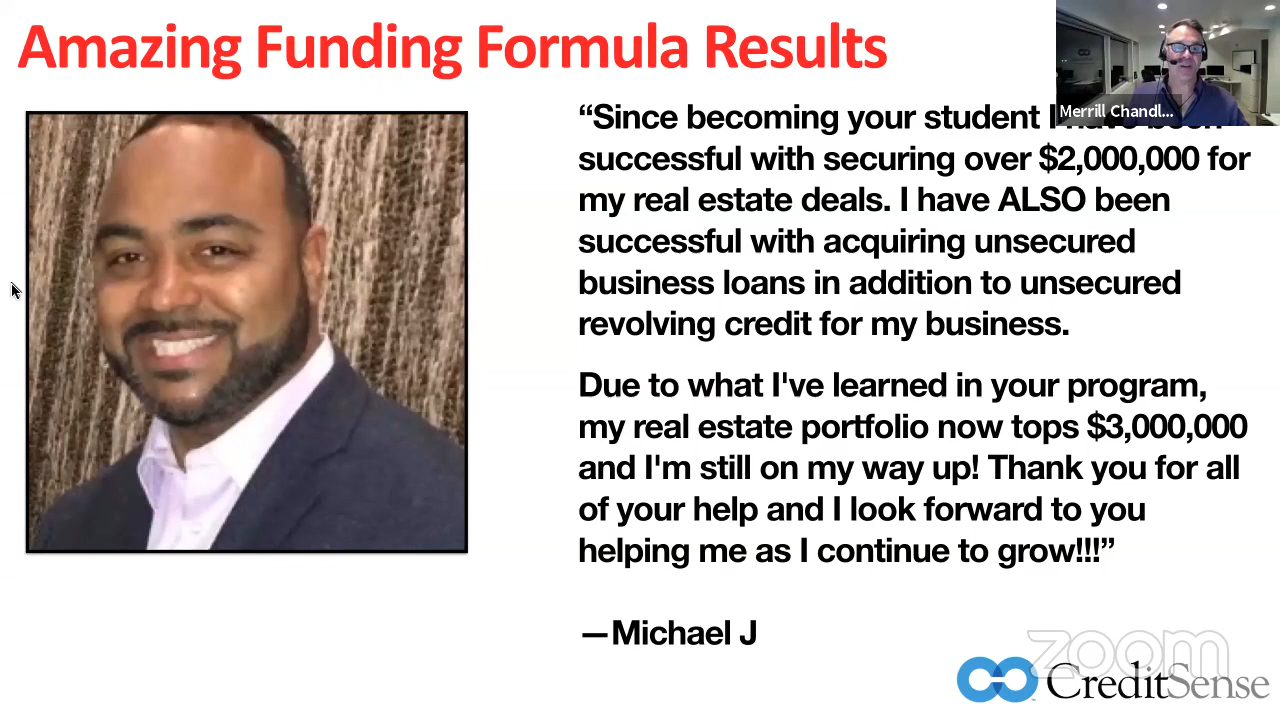 Amazing Funding Formula Results
Merrill Chandl...
“Since becoming your student I have been
successful with securing over $2,000,000 for
my real estate deals. I have ALSO been
successful with acquiring unsecured
business loans in addition to unsecured
revolving credit for my business.
Due to what I've learned in your program,
my real estate portfolio now tops $3,000,000
and I'm still on my way up! Thank you for all
of your help and I look forward to you
helping me as I continue to grow!!!”
—Michael J
zoom
CreditSense